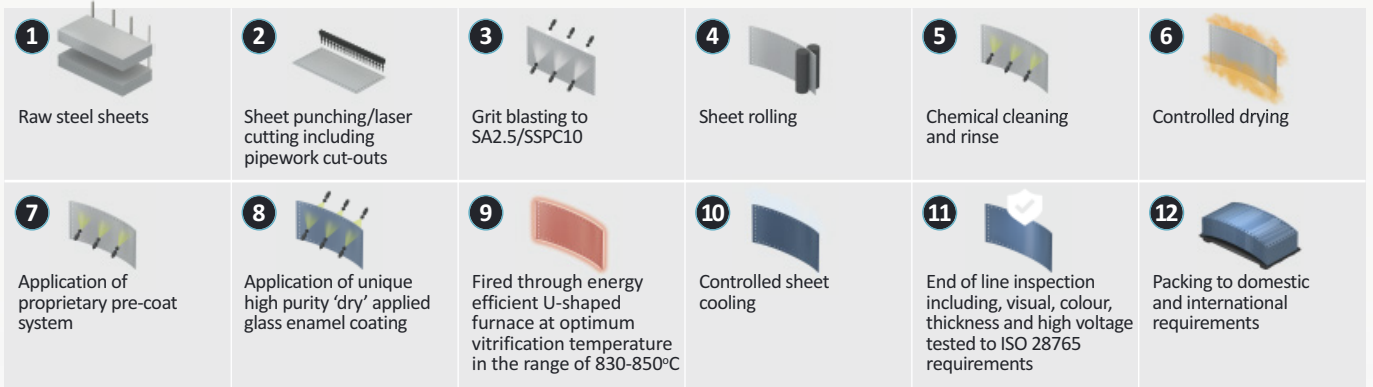 1
Raw steel sheets
2
Sheet punching/laser
cutting including
pipework cut-outs
3
Grit blasting to
SA2.5/SSPC10
4
Sheet rolling
5
Chemical cleaning
and rinse
6
Controlled drying
7
Application of
proprietary pre-coat
system
8
Application of unique
high purity ‘dry’ applied
glass enamel coating
9
Fired through energy
efficient U-shaped
furnace at optimum
vitrification temperature
in the range of 830-850°C
10
Controlled sheet
cooling
11
End of line inspection
including, visual, colour,
thickness and high voltage
tested to ISO 28765
requirements
12
Packing to domestic
and international
requirements